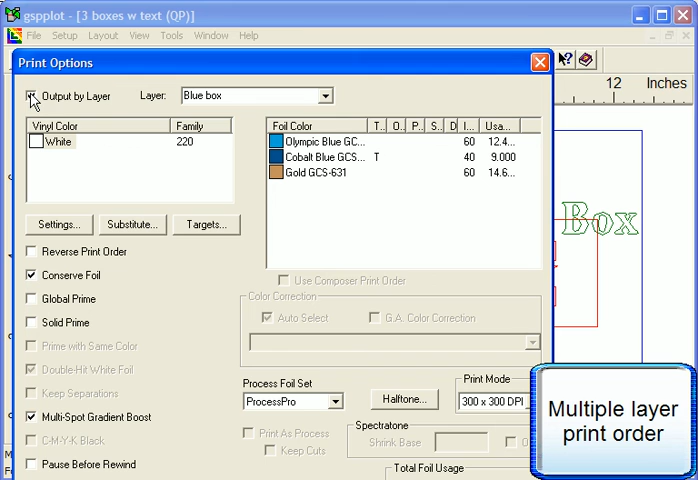 gspplot - [3 boxes w text (QP)]
File Setup Layout View Tools Window Help
Print Options
12 Inches
Output by Layer Layer: Blue box
Vinyl Color Family
White 220
Foil Color T... O... P... S... D I... Usa...
Olympic Blue GC... 60 12.4...
Cobalt Blue GCS... T 40 9.000
Gold GCS-631 60 14.6...
Box
Settings... Substitute... Targets...
Reverse Print Order
Conserve Foil
Global Prime
Solid Prime
Prime with Same Color
Double-Hit White Foil
Keep Separations
Multi-Spot Gradient Boost
C-M-Y-K Black
Pause Before Rewind
Use Composer Print Order
Color Correction
Auto Select G.A. Color Correction
Process Foil Set
ProcessPro
Halftone...
Print Mode
300 x 300 DPI
Print As Process
Keep Cuts
Spectratone
Shrink Base
Total Foil Usage
Multiple layer
print order